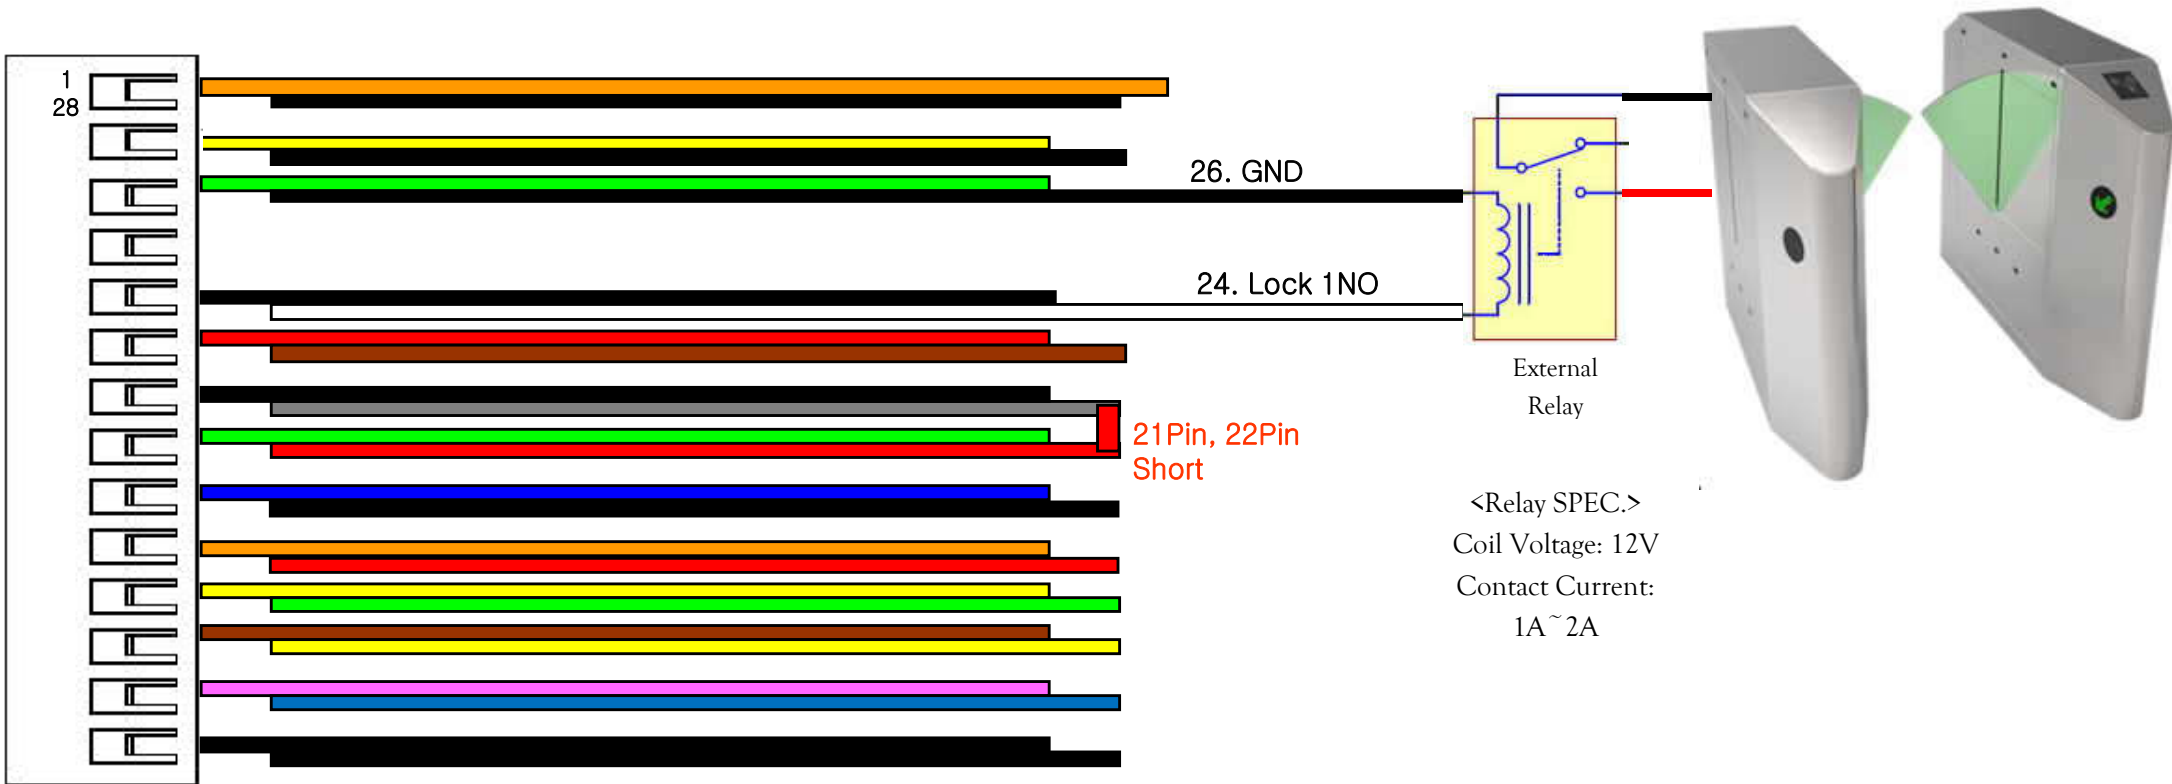 1
28
26. GND
24. Lock 1NO
External
Relay
21Pin, 22Pin
Short
<Relay SPEC.>
Coil Voltage: 12V
Contact Current:
1A~2A